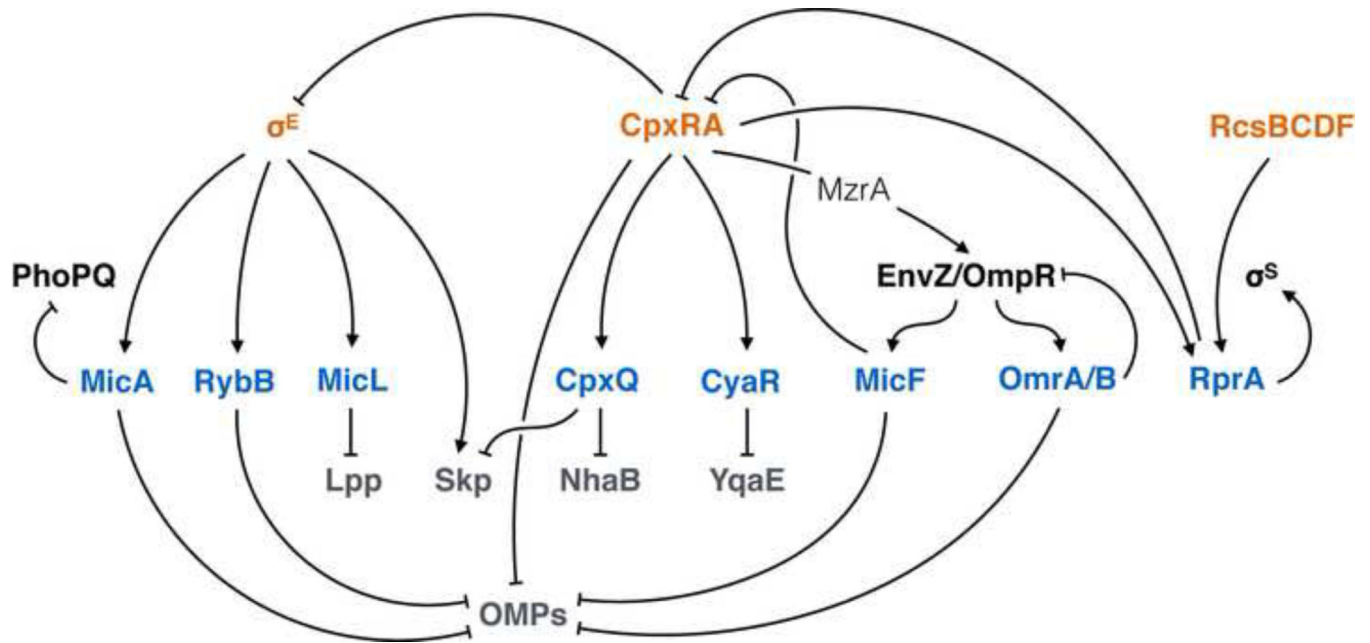 σᴱ
CpxRA
RcsBCDF
MzrA
PhoPQ
EnvZ/OmpR
σˢ
MicA
RybB
MicL
CpxQ
CyaR
MicF
OmrA/B
RprA
Lpp
Skp
NhaB
YqaE
OMPs